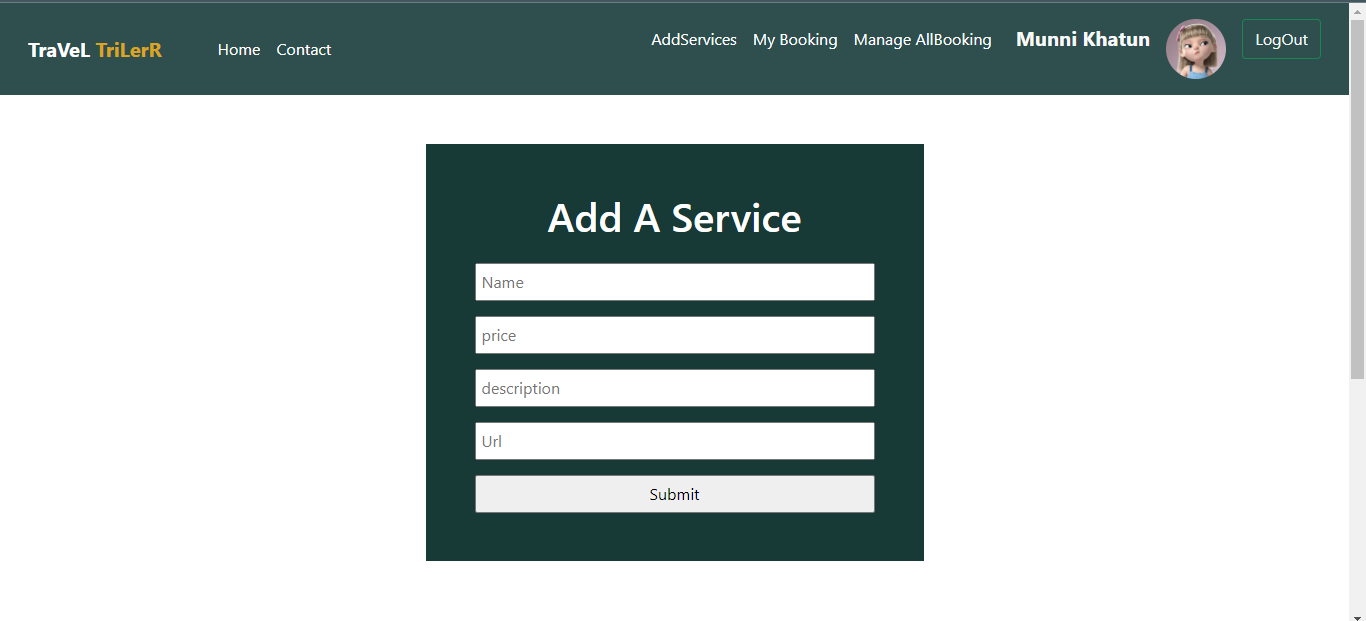 TraVeL TriLerR Home Contact AddServices My Booking Manage AllBooking Munni Khatun LogOut
Add A Service
Name
price
description
Url
Submit